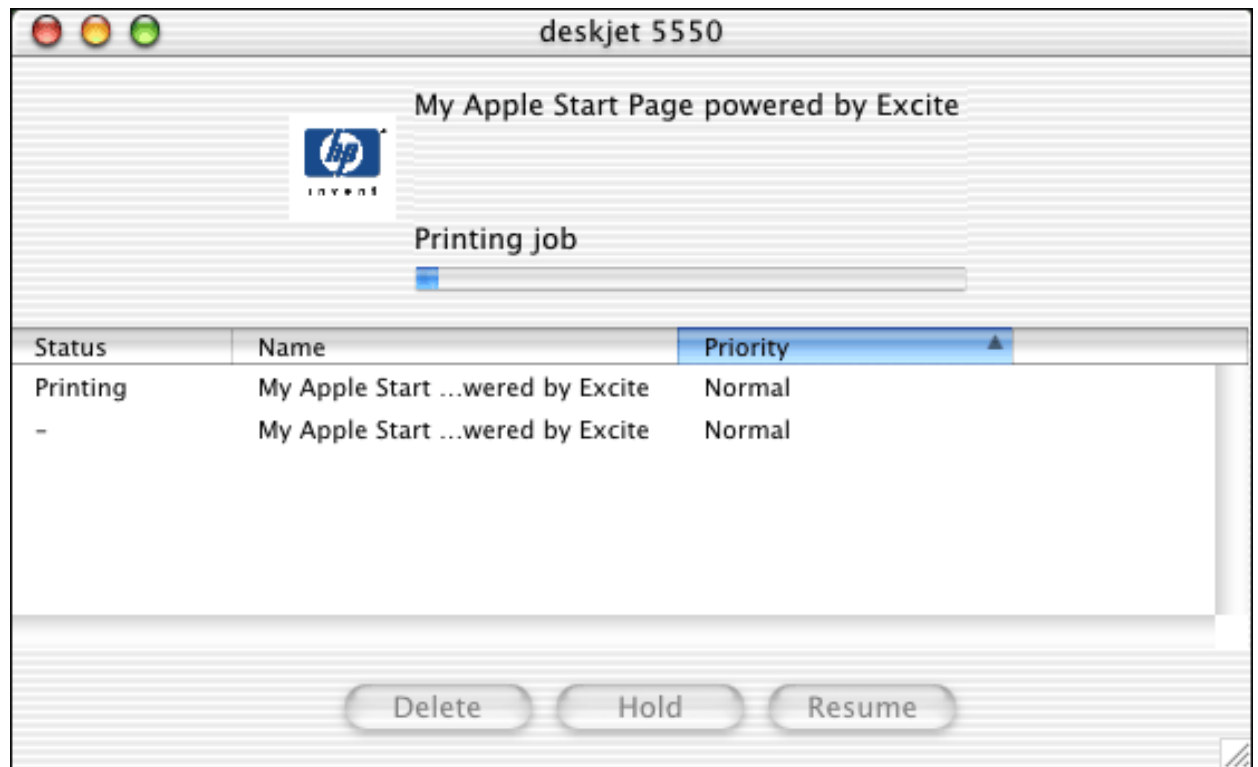 deskjet 5550
My Apple Start Page powered by Excite
hp
invent
Printing job
Status Name Priority
Printing My Apple Start ...wered by Excite Normal
- My Apple Start ...wered by Excite Normal
Delete Hold Resume